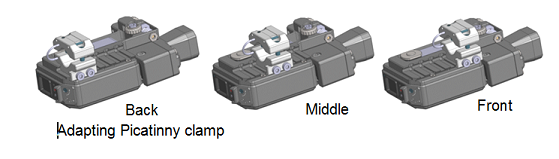 Back
Middle
Front
Adapting Picatinny clamp